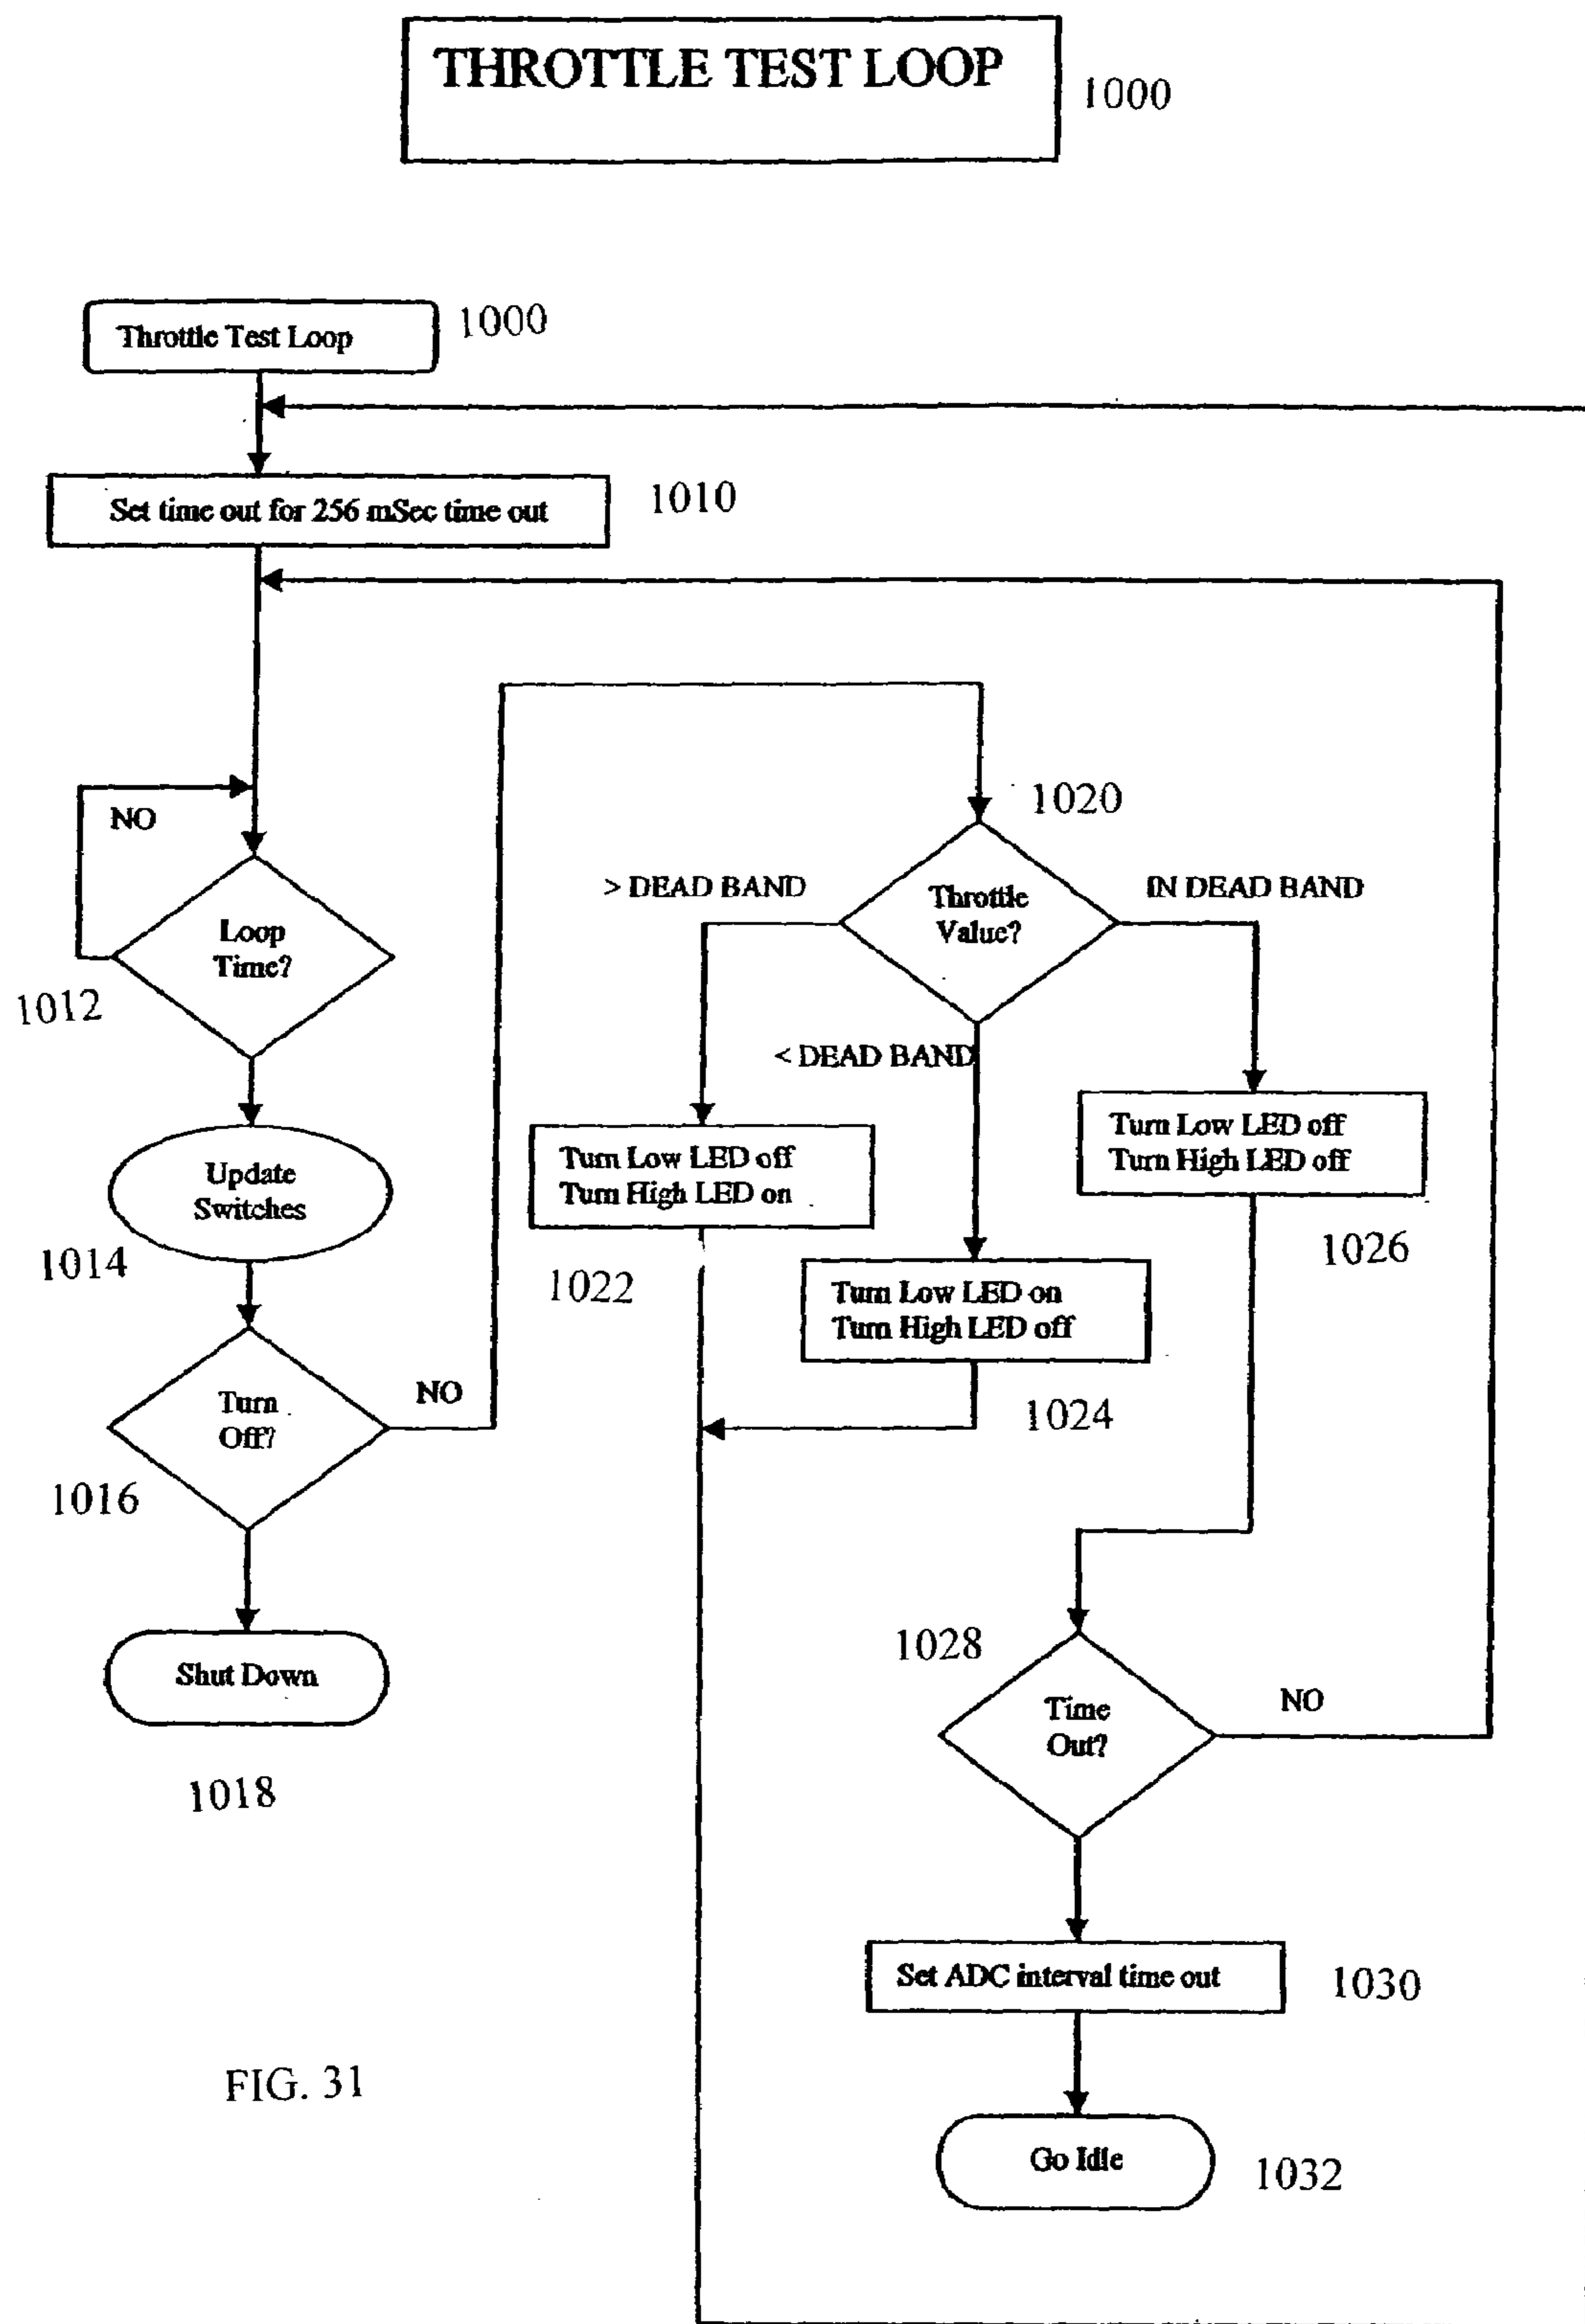 THROTTLE TEST LOOP
1000
Throttle Test Loop
1000
Set time out for 256 mSec time out
1010
NO
Loop
Time?
1012
Update
Switches
1014
Turn
Off?
NO
1016
Shut Down
1018
1020
Throttle
Value?
> DEAD BAND
IN DEAD BAND
< DEAD BAND
Turn Low LED off
Turn High LED on
1022
Turn Low LED on
Turn High LED off
1024
Turn Low LED off
Turn High LED off
1026
1028
Time
Out?
NO
Set ADC interval time out
1030
Go Idle
1032
FIG. 31